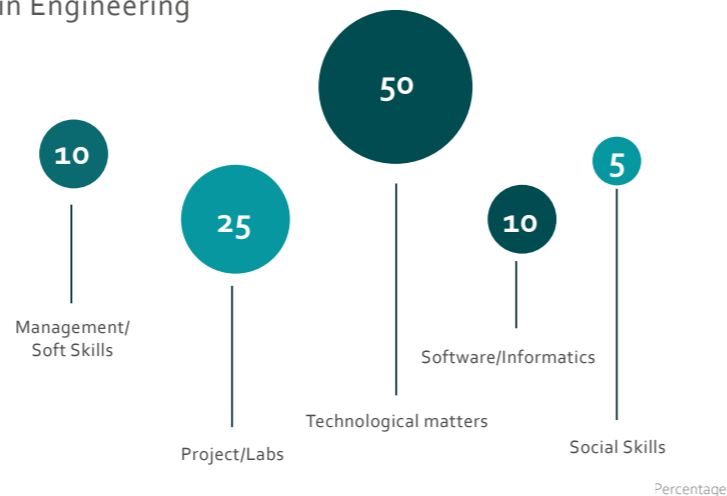 in Engineering
50
10
5
25
10
Management/
Soft Skills
Software/Informatics
Technological matters
Social Skills
Project/Labs
Percentage